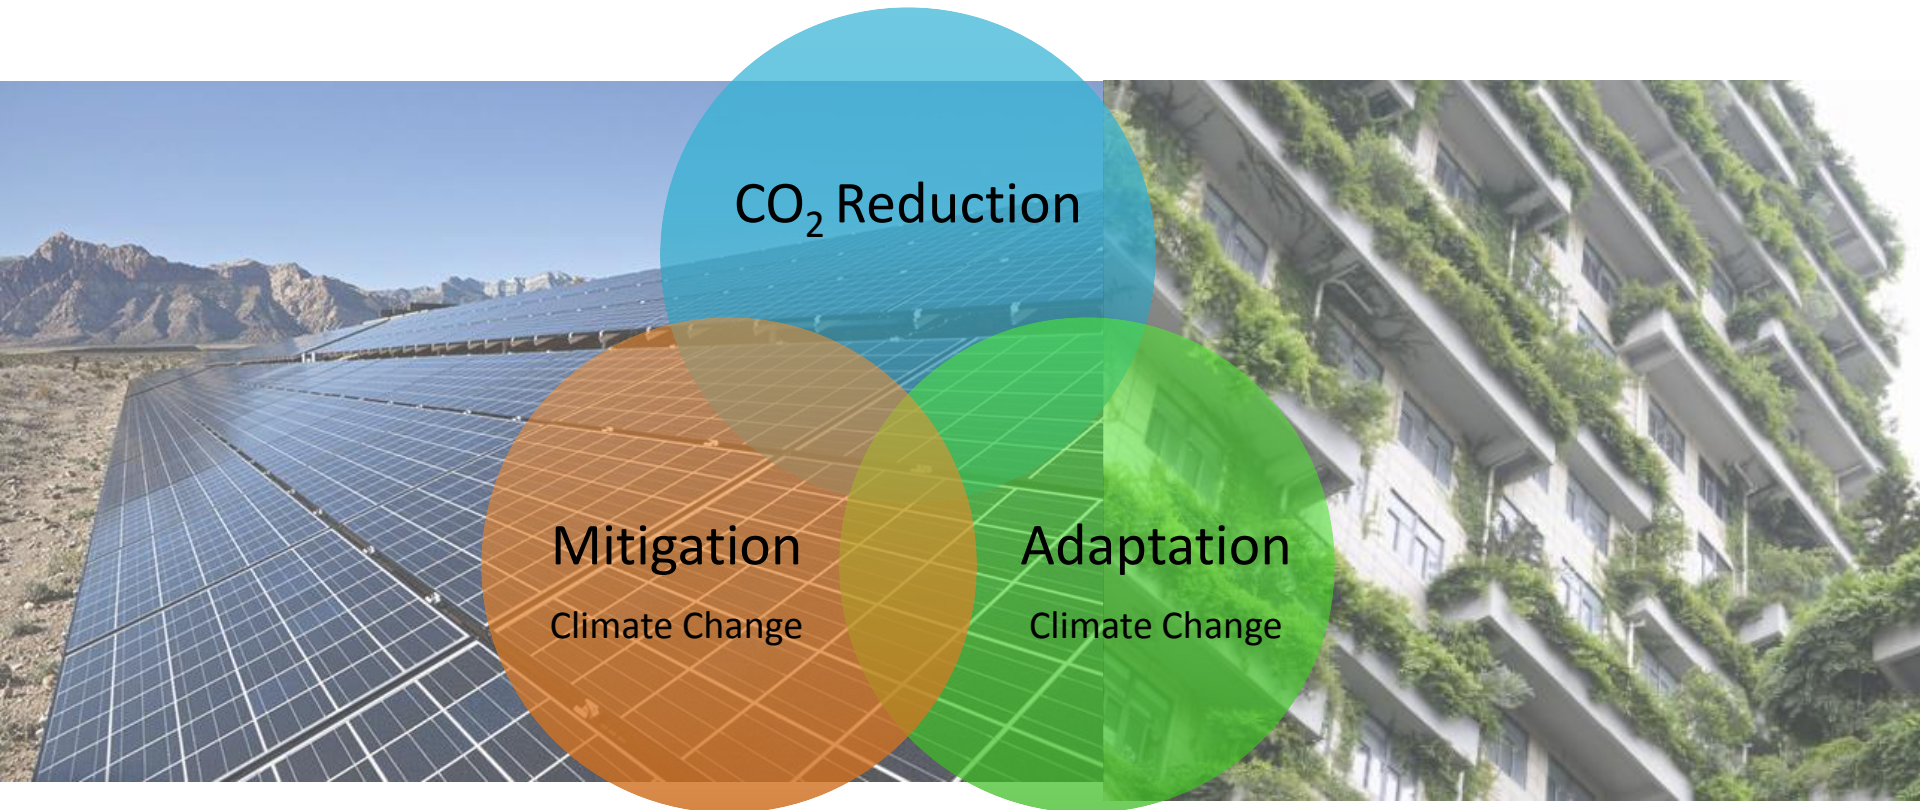 CO₂ Reduction
Mitigation
Climate Change
Adaptation
Climate Change